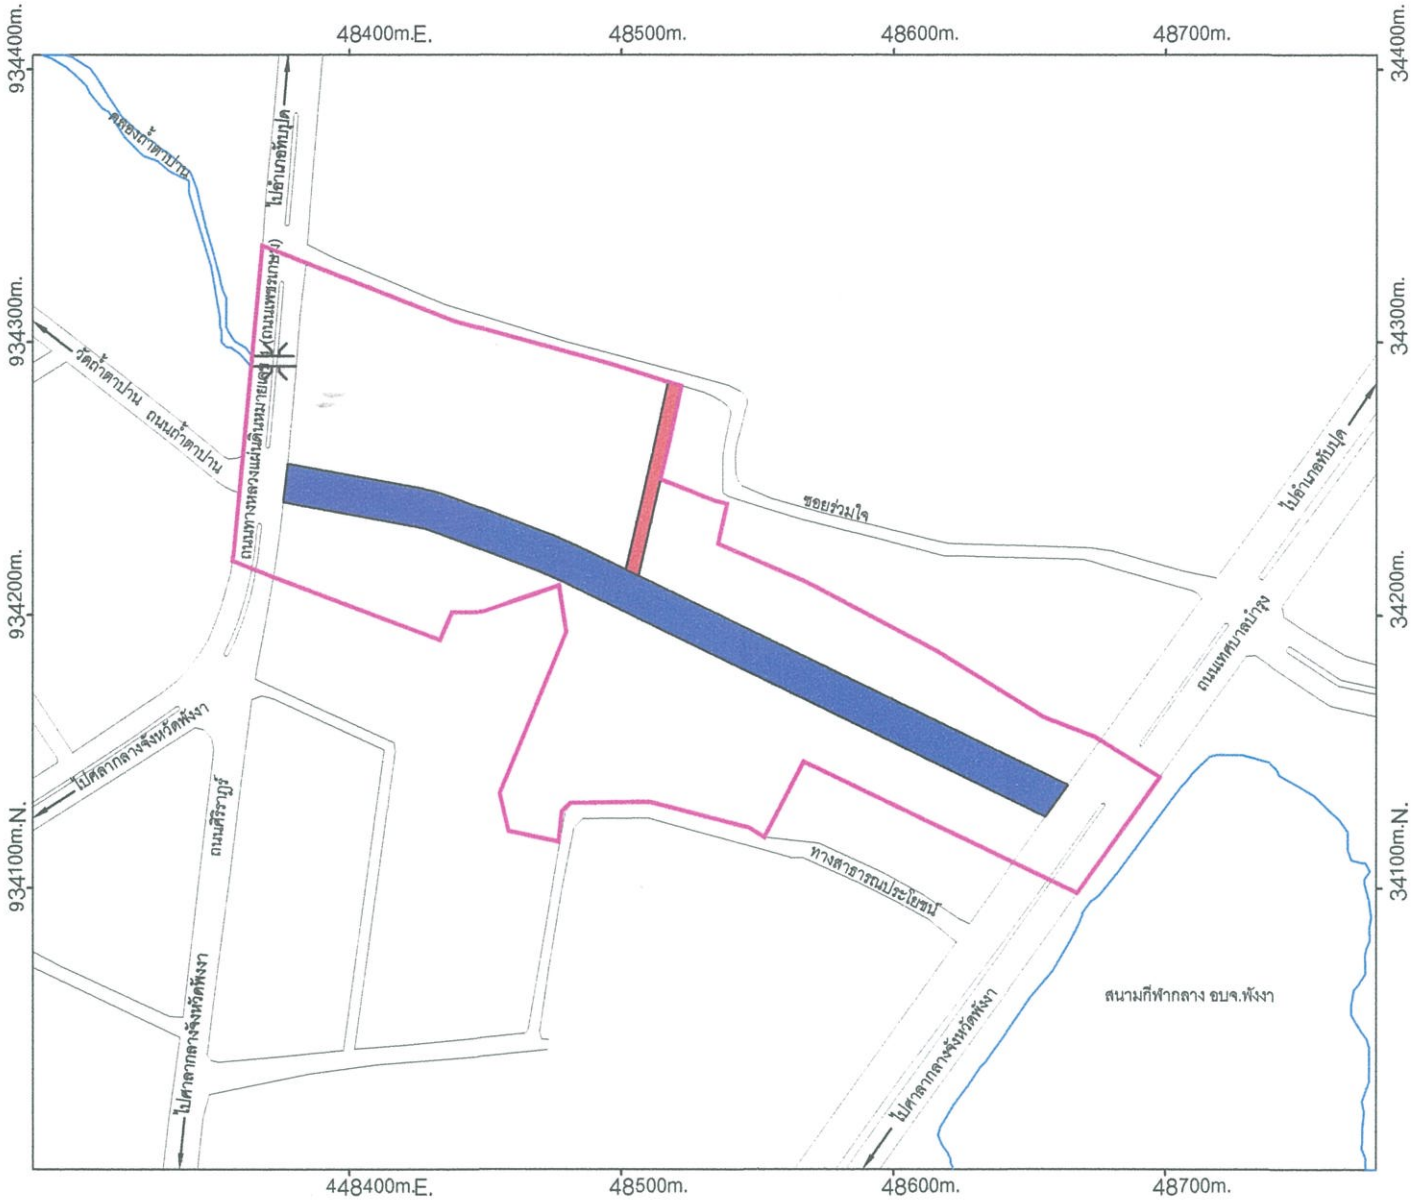 48400m.E.
48500m.
48600m.
48700m.
934400m.
34400m.
คลองถ้ำตาปาน
ไปอำเภอทับปุด
934300m.
34300m.
วัดถ้ำตาปาน ถนนถ้ำตาปาน
ถนนทางหลวงแผ่นดินหมายเลข (ถนนเพชรเกษม)
ซอยร่วมใจ
ไปอำเภอทับปุด
934200m.
34200m.
ถนนเทศบาลบำรุง
ไปศาลากลางจังหวัดพังงา
ถนนศิริราษฎร์
ทางสาธารณประโยชน์
934100m.N.
34100m.N.
สนามกีฬากลาง อบจ.พังงา
ไปศาลากลางจังหวัดพังงา
ไปศาลากลางจังหวัดพังงา
448400m.E.
48500m.
48600m.
48700m.